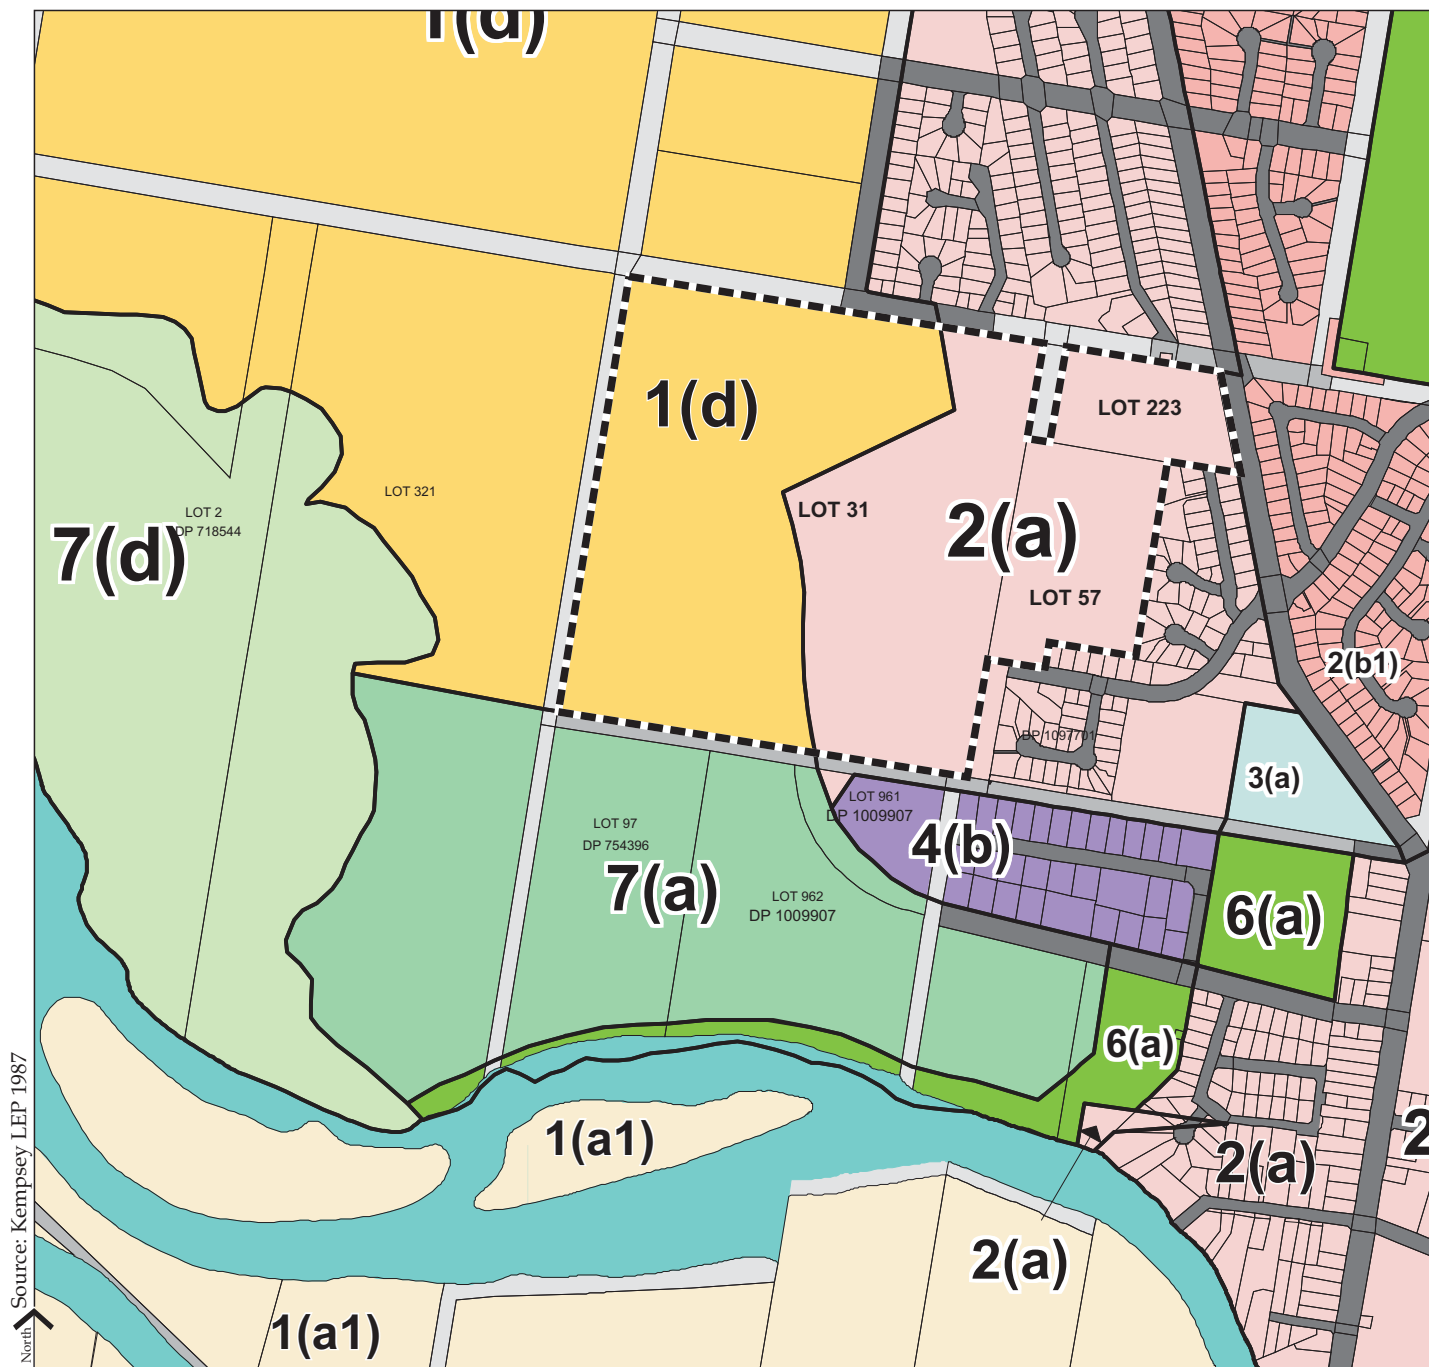 1(d)
LOT 223
1(d)
LOT 321
LOT 31
LOT 2
DP 718544
2(a)
7(d)
LOT 57
2(b1)
DP 1097701
3(a)
LOT 961
DP 1009907
LOT 97
DP 754396
4(b)
7(a)
LOT 962
DP 1009907
6(a)
6(a)
1(a1)
2(a)
2
2(a)
1(a1)
Source: Kempsey LEP 1987
North